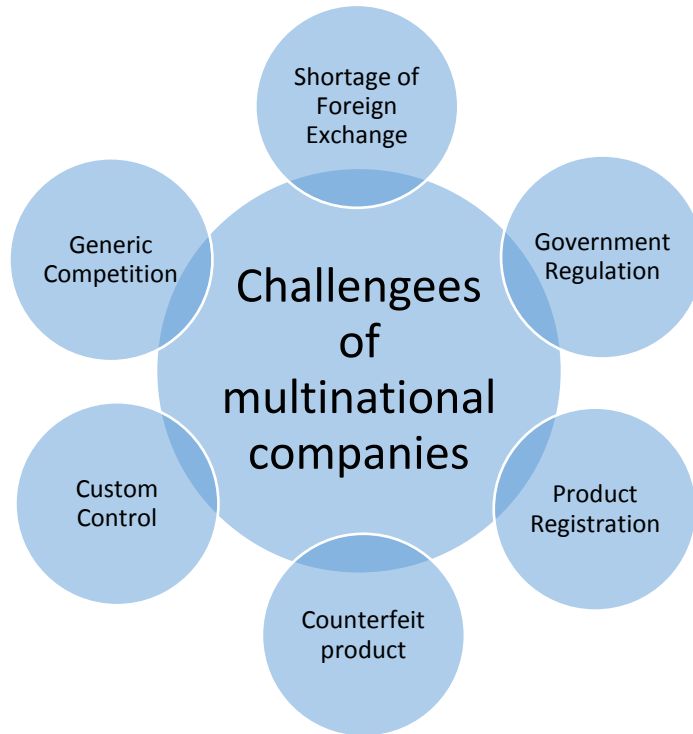 Shortage of
Foreign
Exchange
Government
Regulation
Product
Registration
Counterfeit
product
Custom
Control
Generic
Competition
Challengees
of
multinational
companies